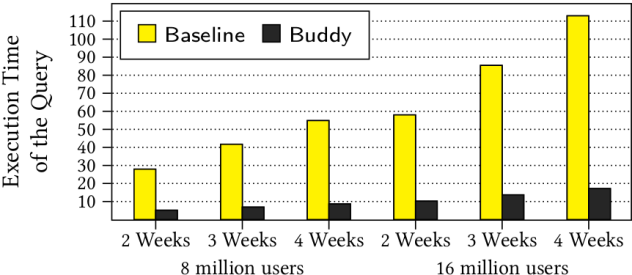 Execution Time
of the Query
110
100
90
80
70
60
50
40
30
20
10
Baseline Buddy
2 Weeks 3 Weeks 4 Weeks 2 Weeks 3 Weeks 4 Weeks
8 million users 16 million users